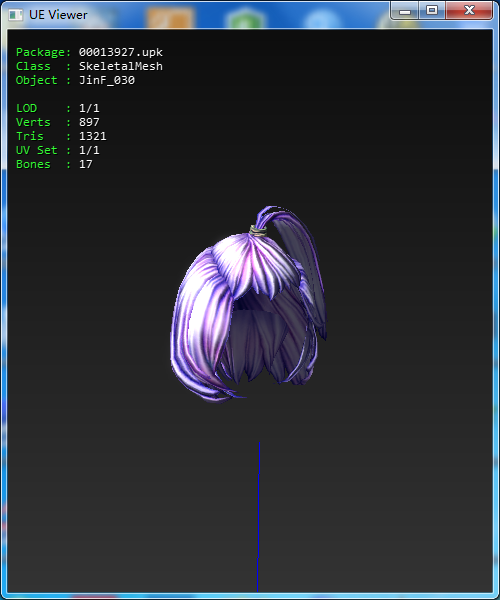 UE Viewer
Package: 00013927.upk
Class  : SkeletalMesh
Object : JinF_030
LOD    : 1/1
Verts  : 897
Tris   : 1321
UV Set : 1/1
Bones  : 17